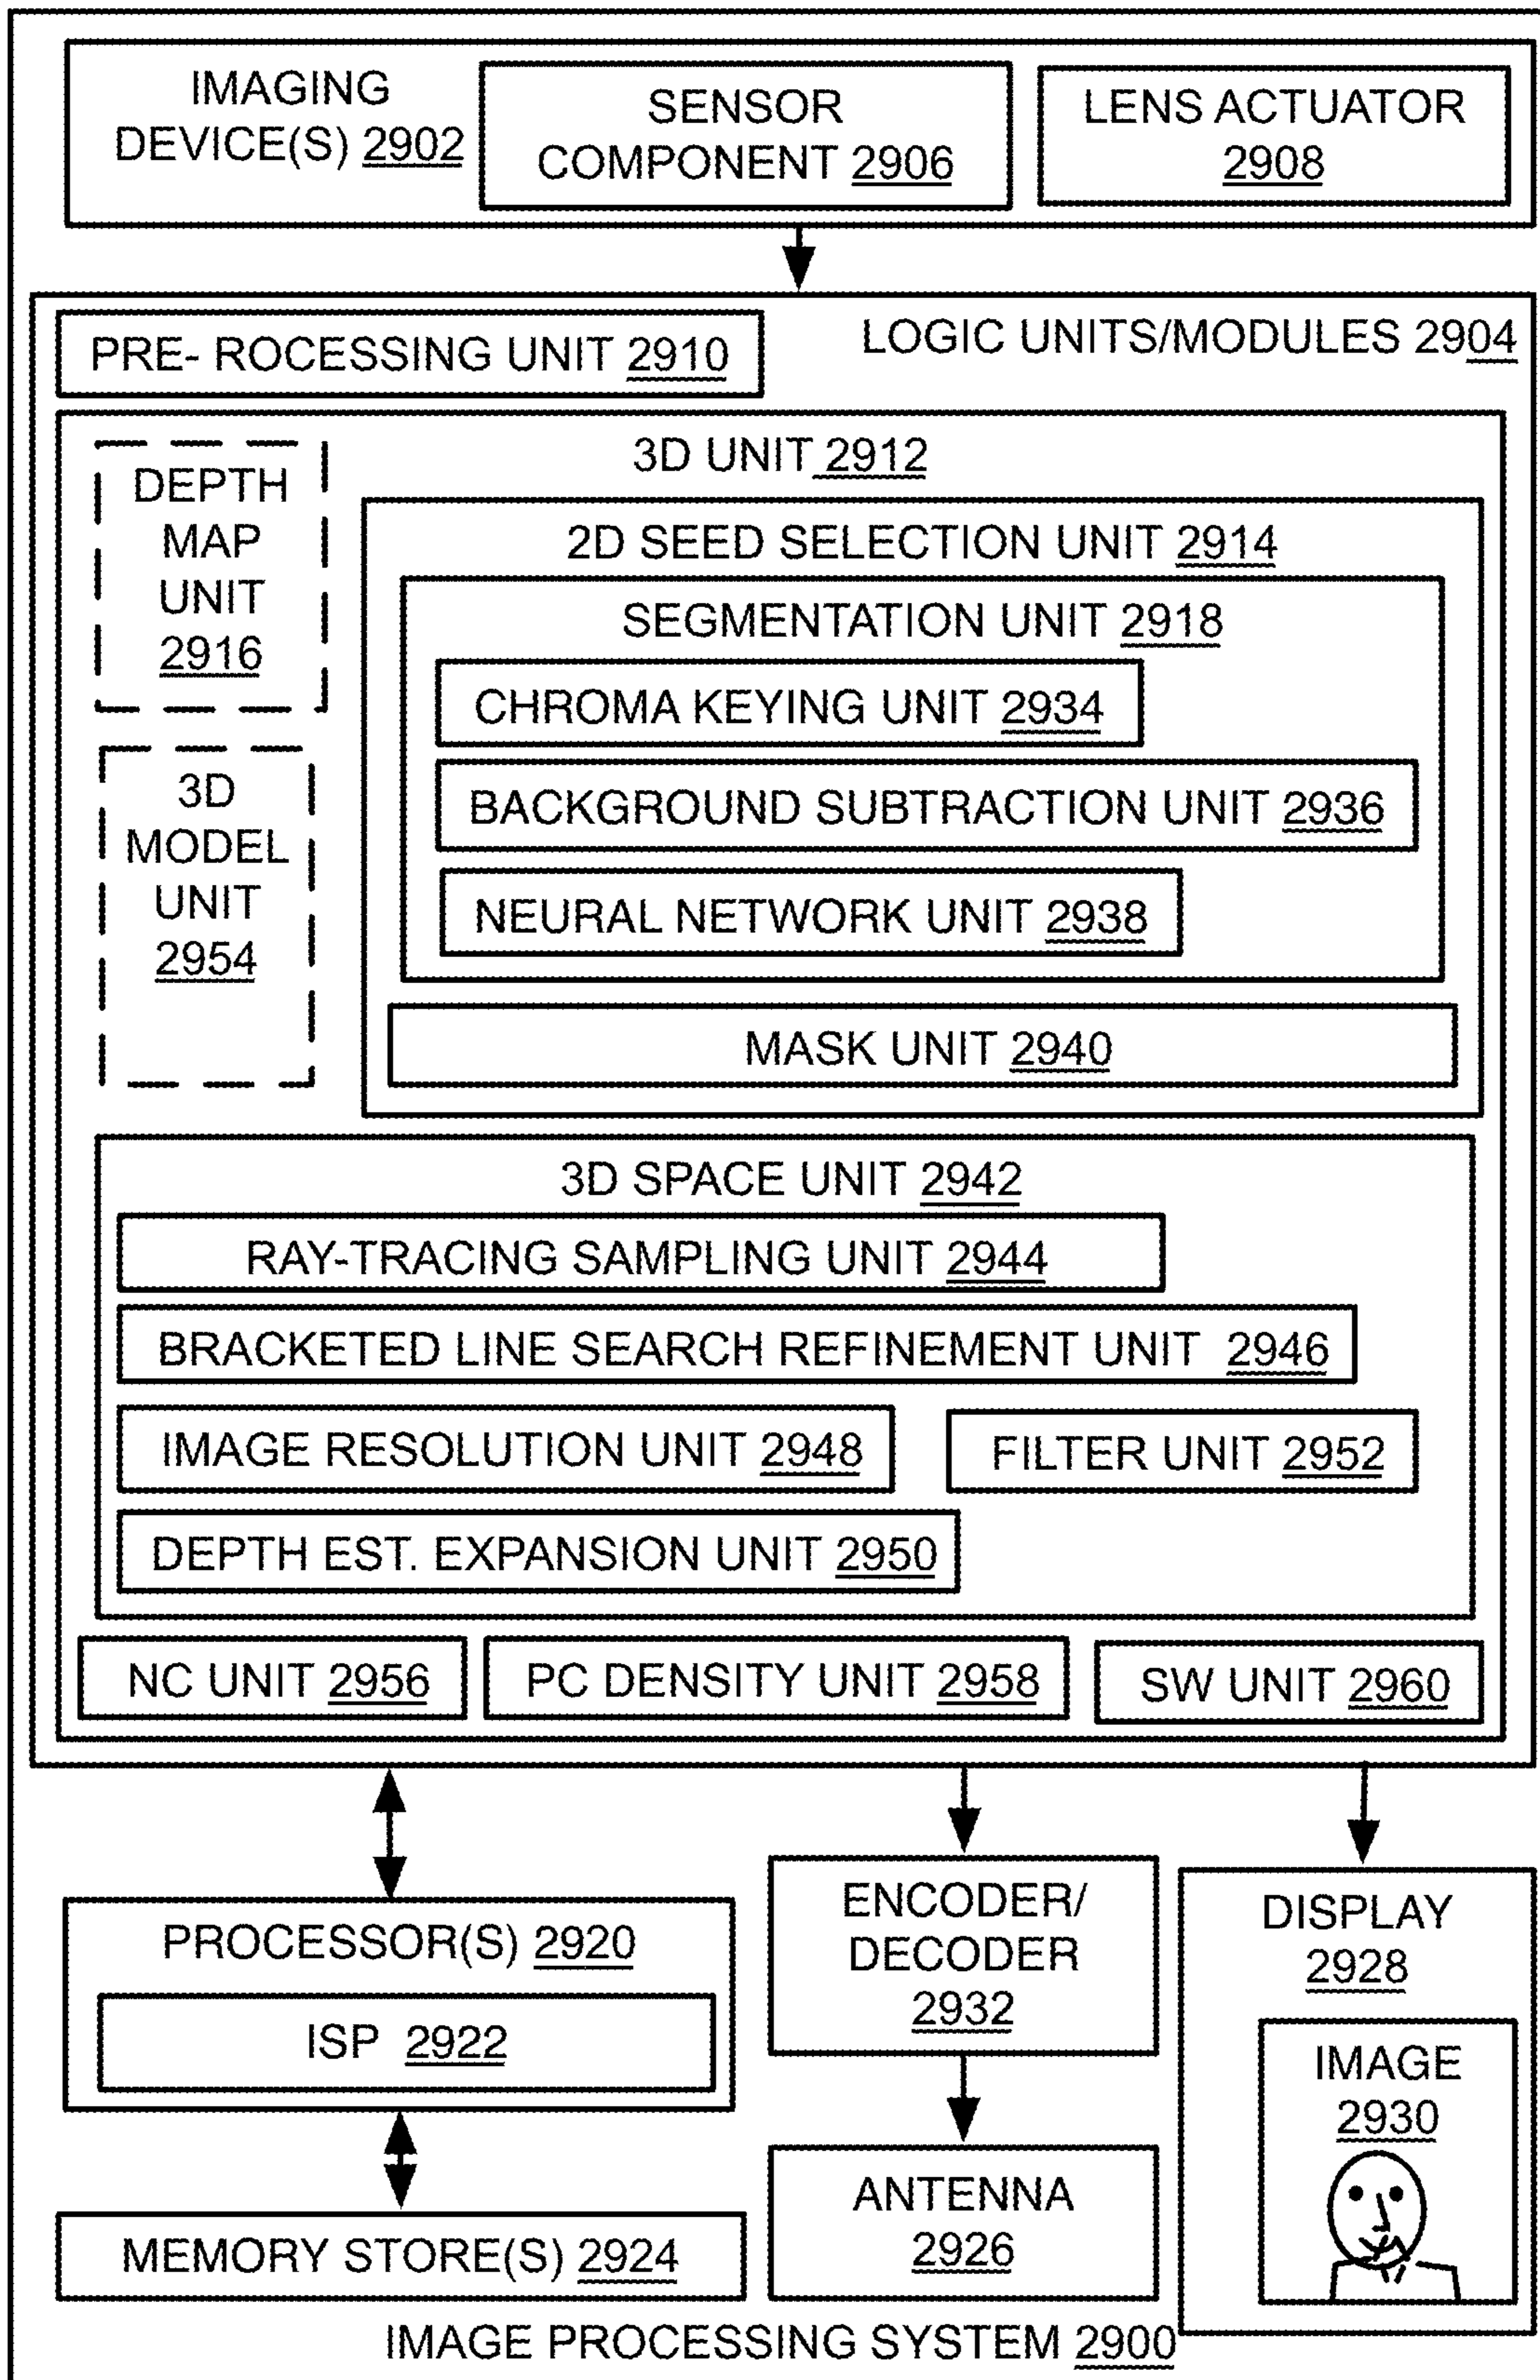 IMAGING
DEVICE(S) 2902
SENSOR
COMPONENT 2906
LENS ACTUATOR
2908
PRE- ROCESSING UNIT 2910
LOGIC UNITS/MODULES 2904
3D UNIT 2912
DEPTH
MAP
UNIT
2916
3D
MODEL
UNIT
2954
2D SEED SELECTION UNIT 2914
SEGMENTATION UNIT 2918
CHROMA KEYING UNIT 2934
BACKGROUND SUBTRACTION UNIT 2936
NEURAL NETWORK UNIT 2938
MASK UNIT 2940
3D SPACE UNIT 2942
RAY-TRACING SAMPLING UNIT 2944
BRACKETED LINE SEARCH REFINEMENT UNIT 2946
IMAGE RESOLUTION UNIT 2948
FILTER UNIT 2952
DEPTH EST. EXPANSION UNIT 2950
NC UNIT 2956
PC DENSITY UNIT 2958
SW UNIT 2960
PROCESSOR(S) 2920
ISP 2922
MEMORY STORE(S) 2924
ENCODER/
DECODER
2932
ANTENNA
2926
DISPLAY
2928
IMAGE
2930
IMAGE PROCESSING SYSTEM 2900